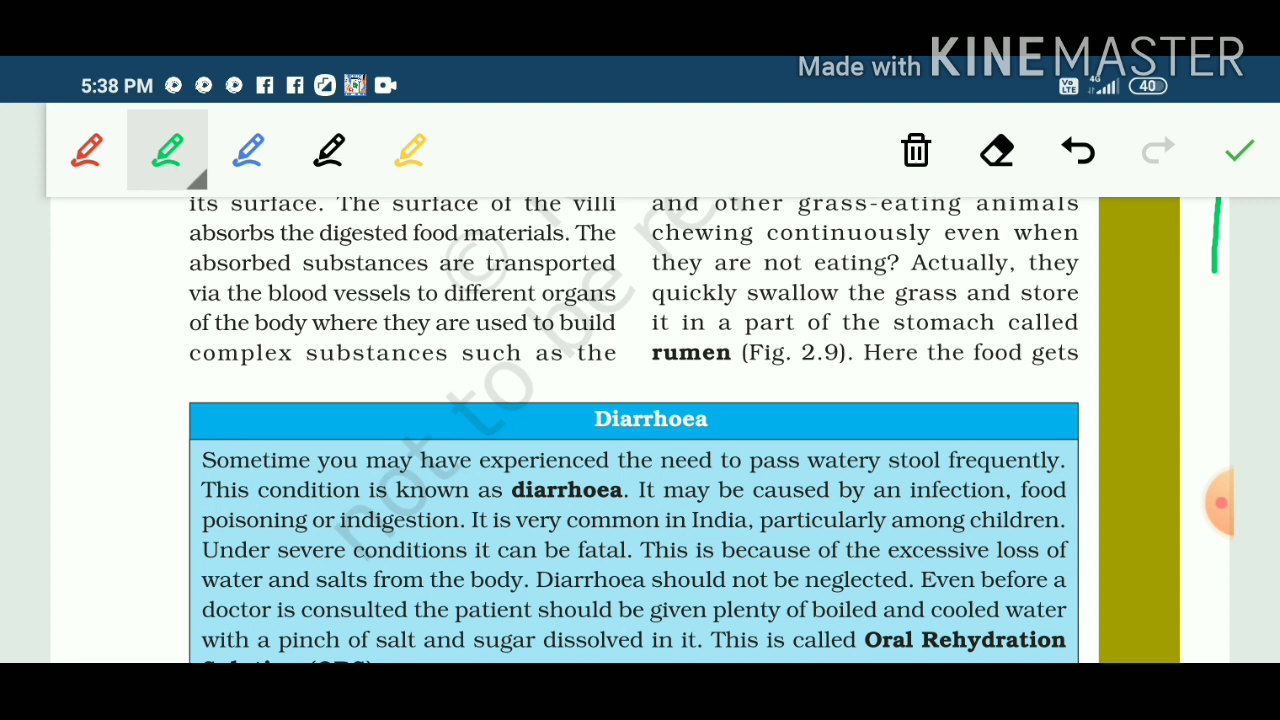 Made with KINEMASTER
5:38 PM
Vo LTE 4G 40
its surface. The surface of the villi
absorbs the digested food materials. The
absorbed substances are transported
via the blood vessels to different organs
of the body where they are used to build
complex substances such as the
and other grass-eating animals
chewing continuously even when
they are not eating? Actually, they
quickly swallow the grass and store
it in a part of the stomach called
rumen (Fig. 2.9). Here the food gets
not to be re
Diarrhoea
Sometime you may have experienced the need to pass watery stool frequently.
This condition is known as diarrhoea. It may be caused by an infection, food
poisoning or indigestion. It is very common in India, particularly among children.
Under severe conditions it can be fatal. This is because of the excessive loss of
water and salts from the body. Diarrhoea should not be neglected. Even before a
doctor is consulted the patient should be given plenty of boiled and cooled water
with a pinch of salt and sugar dissolved in it. This is called Oral Rehydration